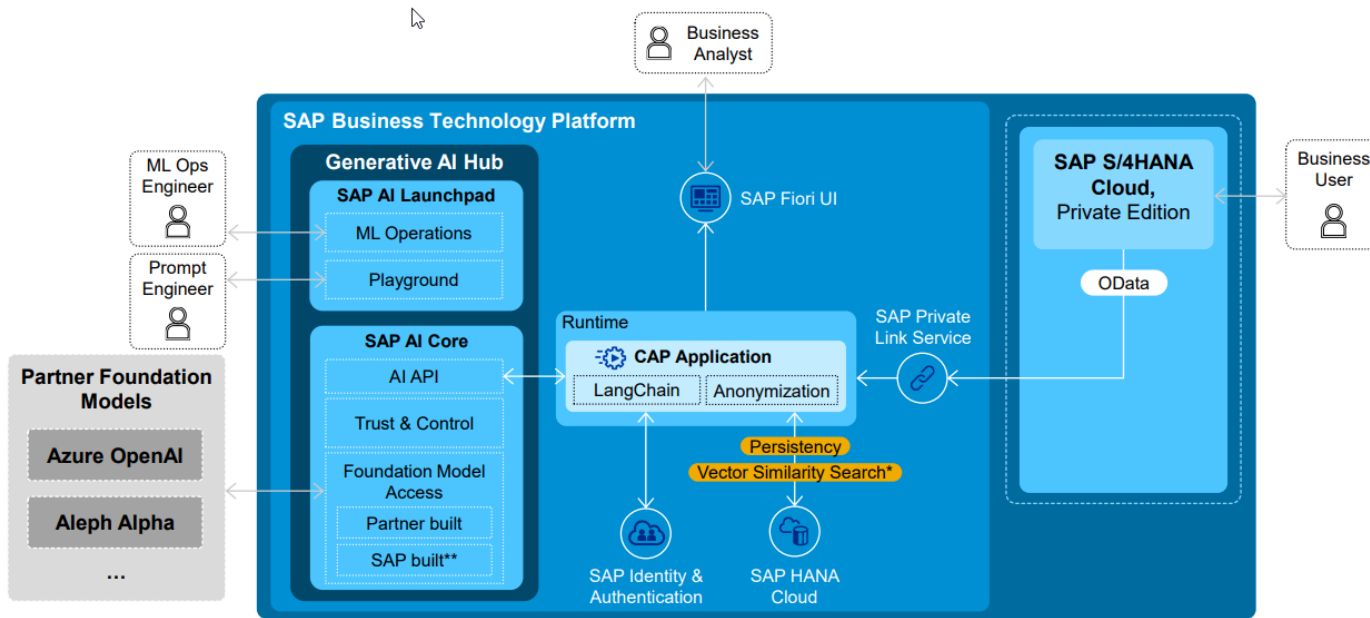 Business
Analyst
SAP Business Technology Platform
Generative AI Hub
SAP AI Launchpad
ML Operations
Playground
ML Ops
Engineer
Prompt
Engineer
Partner Foundation
Models
Azure OpenAI
Aleph Alpha
...
SAP AI Core
AI API
Trust & Control
Foundation Model
Access
Partner built
SAP built**
SAP Fiori UI
Runtime
CAP Application
LangChain
Anonymization
Persistency
Vector Similarity Search*
SAP Identity &
Authentication
SAP HANA
Cloud
SAP Private
Link Service
SAP S/4HANA
Cloud,
Private Edition
OData
Business
User